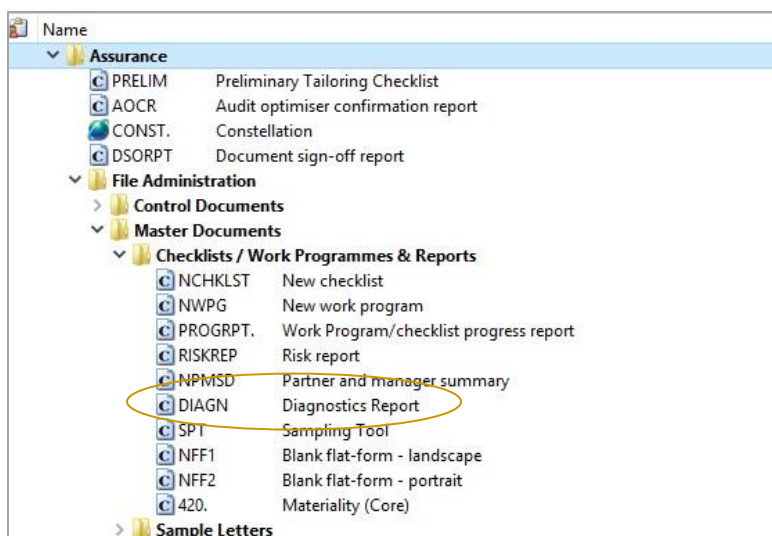 Name
Assurance
PRELIM Preliminary Tailoring Checklist
AOCR Audit optimiser confirmation report
CONST. Constellation
DSORPT Document sign-off report
File Administration
Control Documents
Master Documents
Checklists / Work Programmes & Reports
NCHKLST New checklist
NWPG New work program
PROGRPT. Work Program/checklist progress report
RISKREP Risk report
NPMSD Partner and manager summary
DIAGN Diagnostics Report
SPT Sampling Tool
NFF1 Blank flat-form - landscape
NFF2 Blank flat-form - portrait
420. Materiality (Core)
Sample Letters